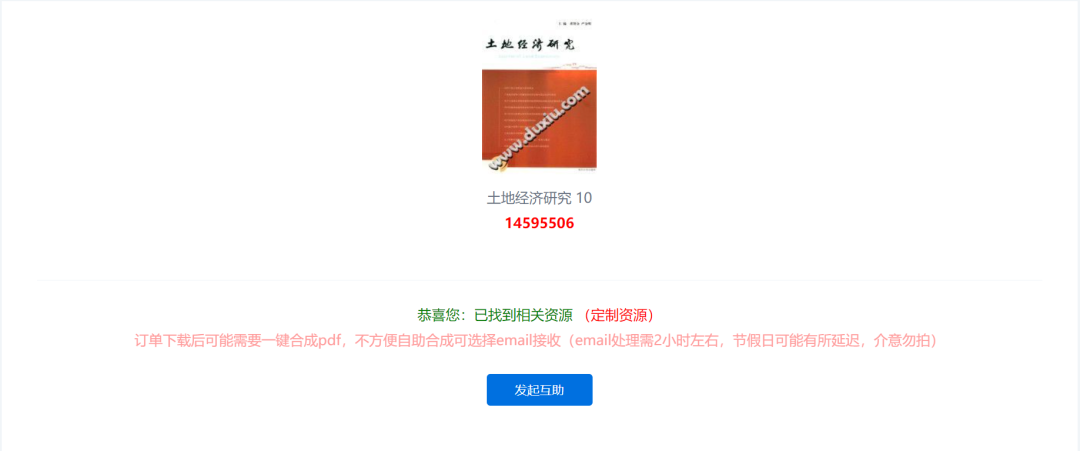 土地经济研究
www.duxiu.com
土地经济研究 10
14595506
恭喜您：已找到相关资源 （定制资源）
订单下载后可能需要一键合成pdf，不方便自助合成可选择email接收（email处理需2小时左右，节假日可能有所延迟，介意勿拍）
发起互助